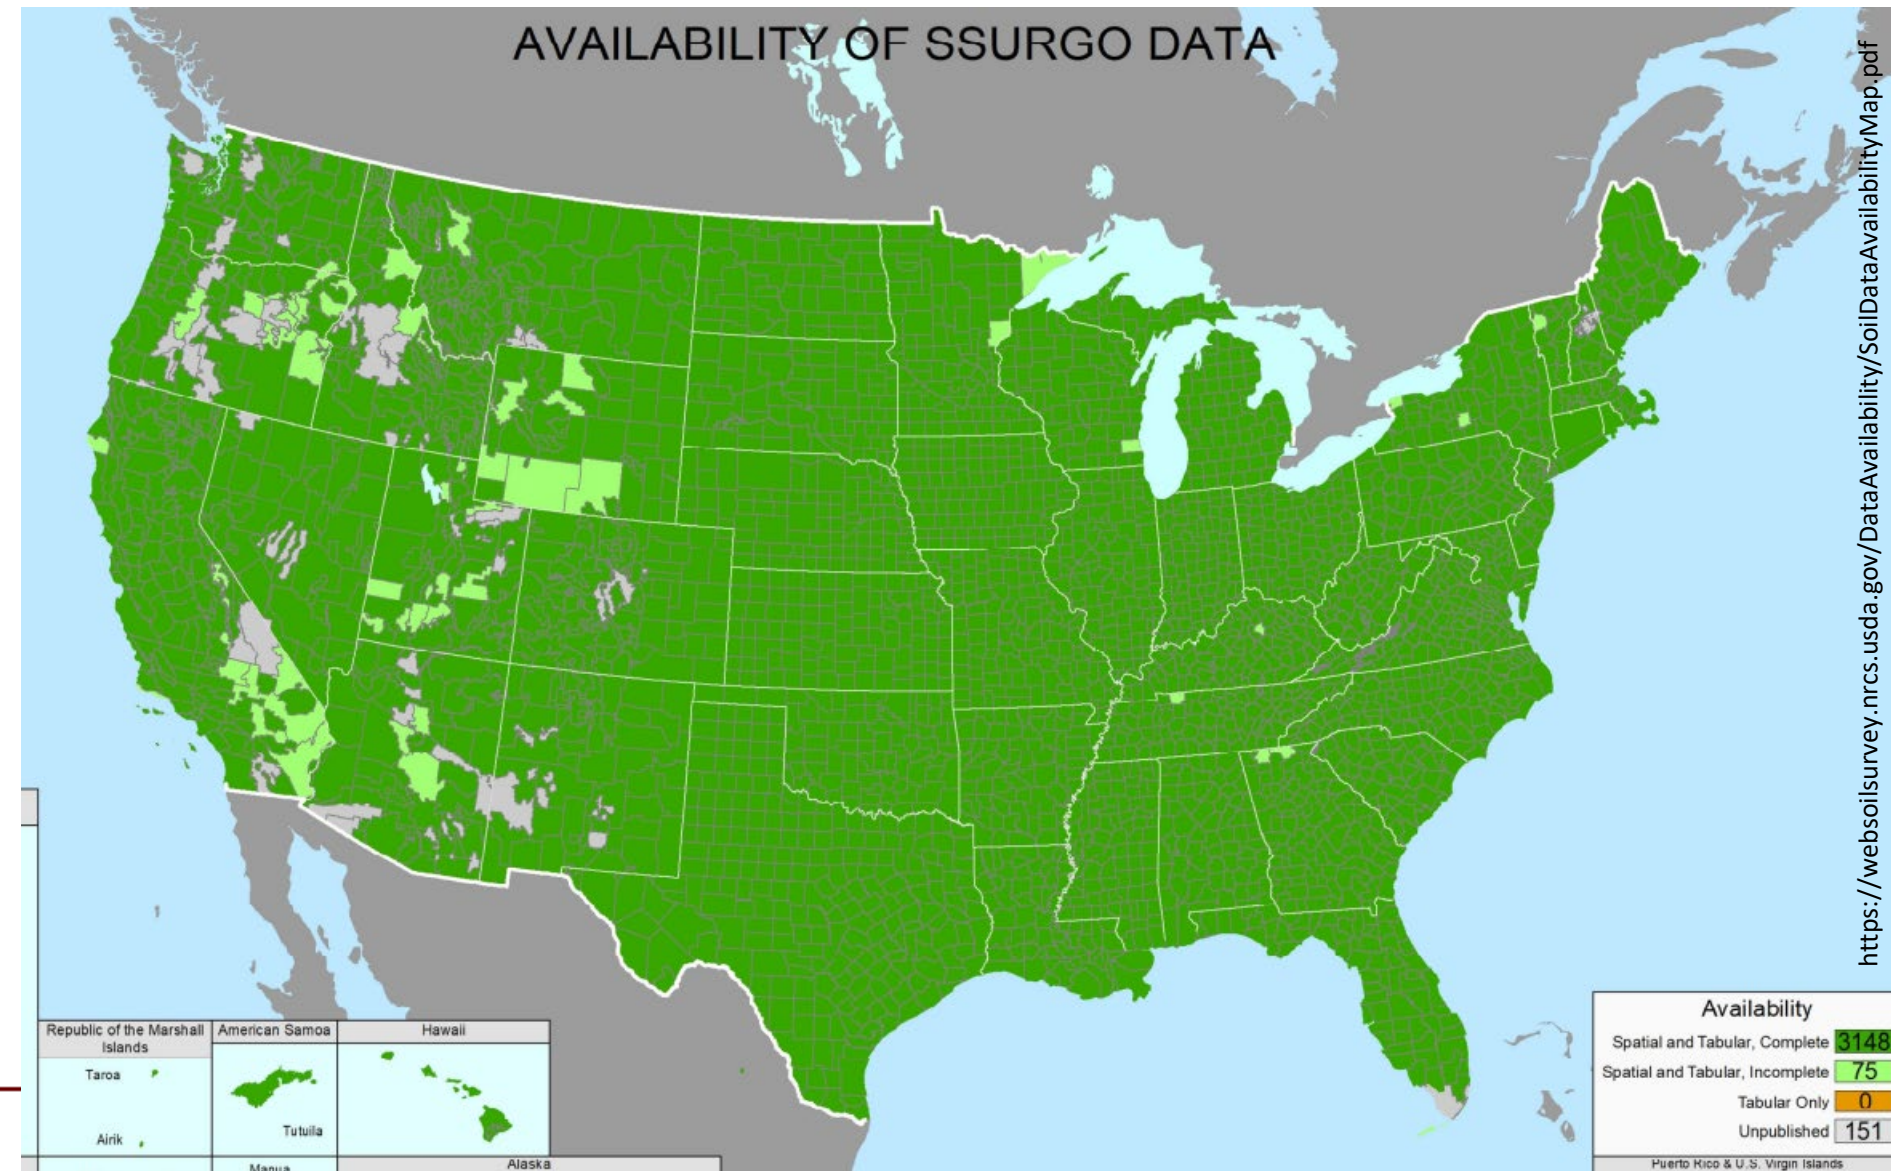 AVAILABILITY OF SSURGO DATA
https://websoilsurvey.nrcs.usda.gov/DataAvailability/SoilDataAvailabilityMap.pdf
Republic of the Marshall
Islands
American Samoa
Hawaii
Taroa
Airik
Tutuila
Manua
Alaska
Availability
Spatial and Tabular, Complete 3148
Spatial and Tabular, Incomplete 75
Tabular Only 0
Unpublished 151
Puerto Rico & U.S. Virgin Islands